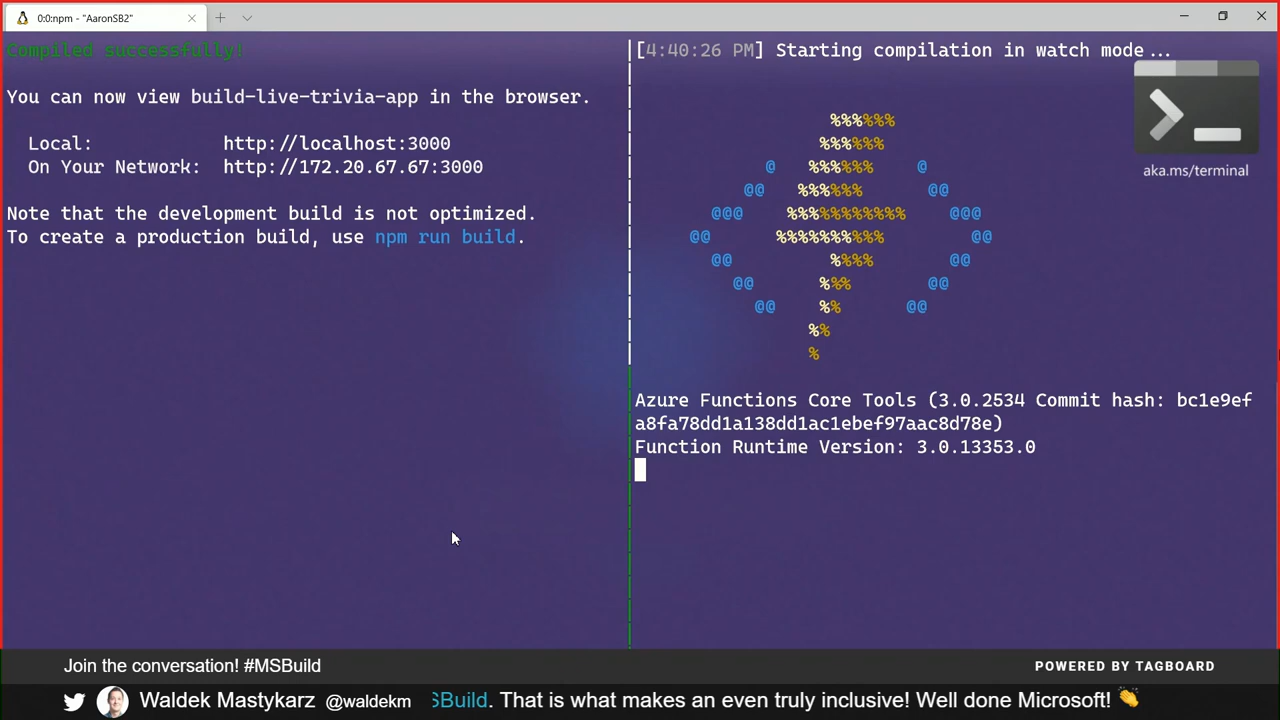 0:0:npm - "AaronSB2"
Compiled successfully!
You can now view build-live-trivia-app in the browser.
Local: http://localhost:3000
On Your Network: http://172.20.67.67:3000
Note that the development build is not optimized.
To create a production build, use npm run build.
[4:40:26 PM] Starting compilation in watch mode...
%%%%%%
%%%%%%
@ %%%%%% @
@@ %%%%%% @@
@@@ %%%%%%%%%%% @@@
@@ %%%%%%%%%% @@
@@ %%%% @@
@@ %%% @@
@@ %% @@
%%
%
Azure Functions Core Tools (3.0.2534 Commit hash: bc1e9ef
a8fa78dd1a138dd1ac1ebef97aac8d78e)
Function Runtime Version: 3.0.13353.0
aka.ms/terminal
Join the conversation! #MSBuild
POWERED BY TAGBOARD
Waldek Mastykarz @waldekm SBuild. That is what makes an even truly inclusive! Well done Microsoft! 👏